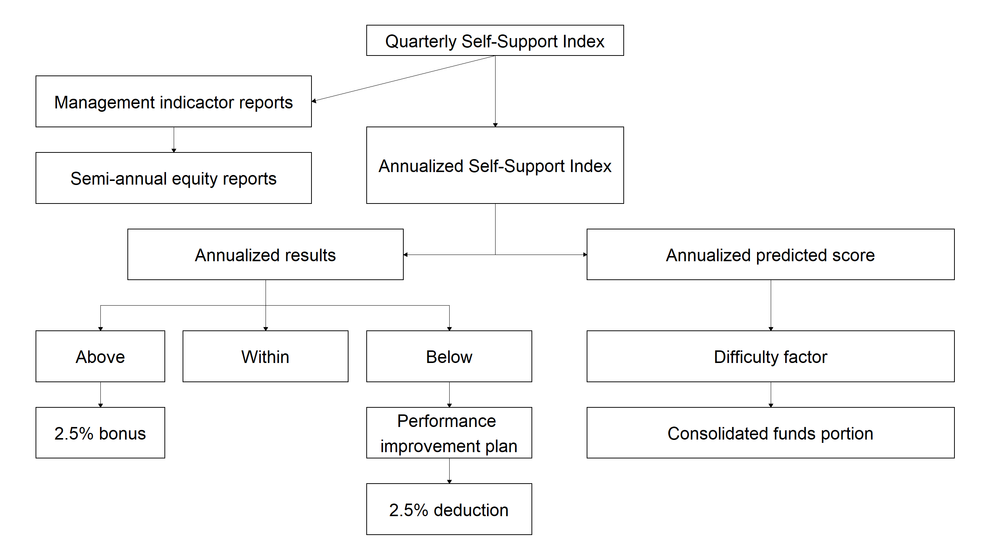 Quarterly Self-Support Index
Management indicactor reports
Annualized Self-Support Index
Semi-annual equity reports
Annualized results
Annualized predicted score
Above
Within
Below
Difficulty factor
2.5% bonus
Performance
improvement plan
Consolidated funds portion
2.5% deduction